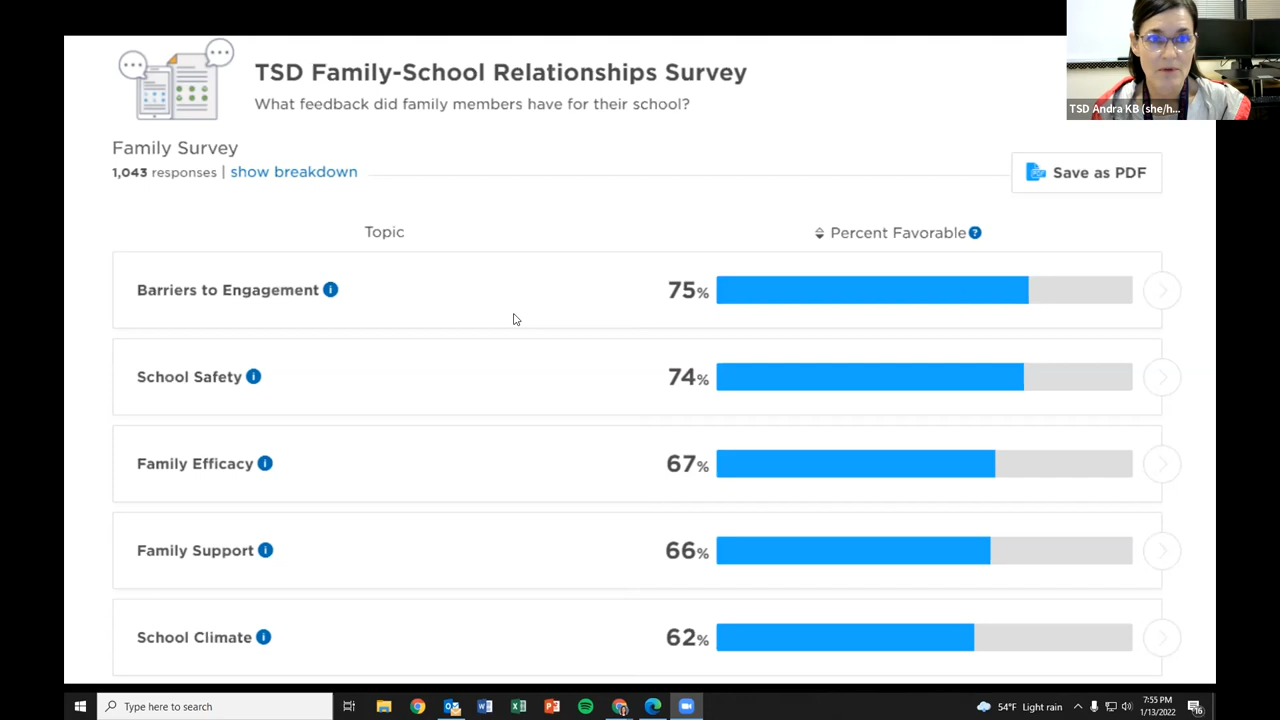 TSD Family-School Relationships Survey
What feedback did family members have for their school?
TSD Andra KB (she/h...
Family Survey
1,043 responses | show breakdown
Save as PDF
Topic
Percent Favorable ?
Barriers to Engagement i
75%
School Safety i
74%
Family Efficacy i
67%
Family Support i
66%
School Climate i
62%
Type here to search
54°F Light rain
7:55 PM
1/13/2022